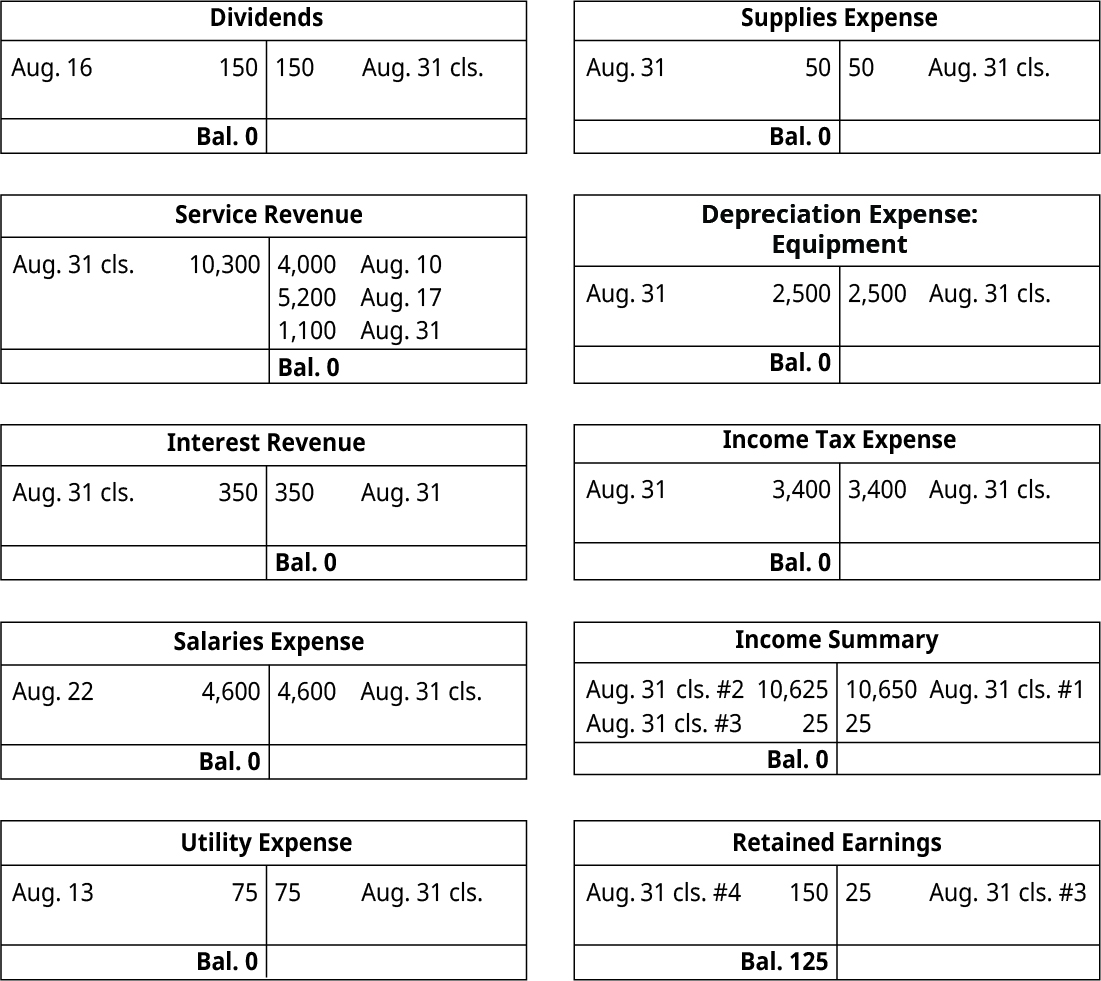 Dividends
Aug. 16 150 150 Aug. 31 cls.
Bal. 0
Supplies Expense
Aug. 31 50 50 Aug. 31 cls.
Bal. 0
Service Revenue
Aug. 31 cls. 10,300 4,000 Aug. 10
5,200 Aug. 17
1,100 Aug. 31
Bal. 0
Depreciation Expense:
Equipment
Aug. 31 2,500 2,500 Aug. 31 cls.
Bal. 0
Interest Revenue
Aug. 31 cls. 350 350 Aug. 31
Bal. 0
Income Tax Expense
Aug. 31 3,400 3,400 Aug. 31 cls.
Bal. 0
Salaries Expense
Aug. 22 4,600 4,600 Aug. 31 cls.
Bal. 0
Income Summary
Aug. 31 cls. #2 10,625 10,650 Aug. 31 cls. #1
Aug. 31 cls. #3 25 25
Bal. 0
Utility Expense
Aug. 13 75 75 Aug. 31 cls.
Bal. 0
Retained Earnings
Aug. 31 cls. #4 150 25 Aug. 31 cls. #3
Bal. 125